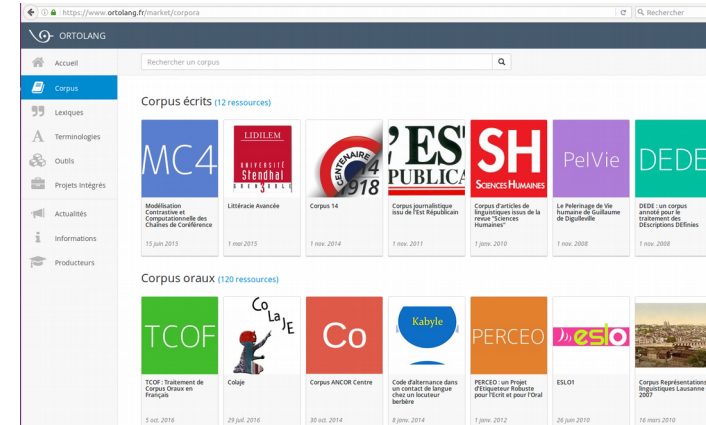 https://www.ortolang.fr/market/corpora
Rechercher
ORTOLANG
Accueil
Corpus
Lexiques
Terminologies
Outils
Projets Intégrés
Actualités
Informations
Producteurs
Rechercher un corpus
Corpus écrits (12 ressources)
MC4
Modélisation
Contrastive et
Computationnelle des
Chaînes de Coréférence
15 juin 2015
LIDILEM
UNIVERSITÉ
Stendhal
GRENOBLE
Littéracie Avancée
1 mai 2015
CENTENAIRE
14
1918
Corpus 14
1 nov. 2014
'ES
PUBLICA
Corpus journalistique
issu de l'Est Républicain
1 nov. 2011
SH
SCIENCES HUMAINES
Corpus d'articles de
linguistiques issus de la
revue "Sciences
Humaines"
1 janv. 2010
PelVie
Le Pelerinage de Vie
humaine de Guillaume
de Digulleville
1 nov. 2008
DEDE
DEDE : un corpus
annoté pour le
traitement des
DEscriptions DEfinies
1 nov. 2008
Corpus oraux (120 ressources)
TCOF
TCOF : Traitement de
Corpus Oraux en
Français
5 oct. 2016
CoLaJE
Colaje
29 juil. 2016
Co
Corpus ANCOR Centre
30 oct. 2014
Kabyle
Code d'alternance dans
un contact de langue
chez un locuteur
berbère
8 janv. 2014
PERCEO
PERCEO : un Projet
d'Etiqueteur Robuste
pour l'Ecrit et pour l'Oral
1 janv. 2012
eslo
ESLO1
26 juin 2010
Corpus Représentations
linguistiques Lausanne
2007
16 mars 2010